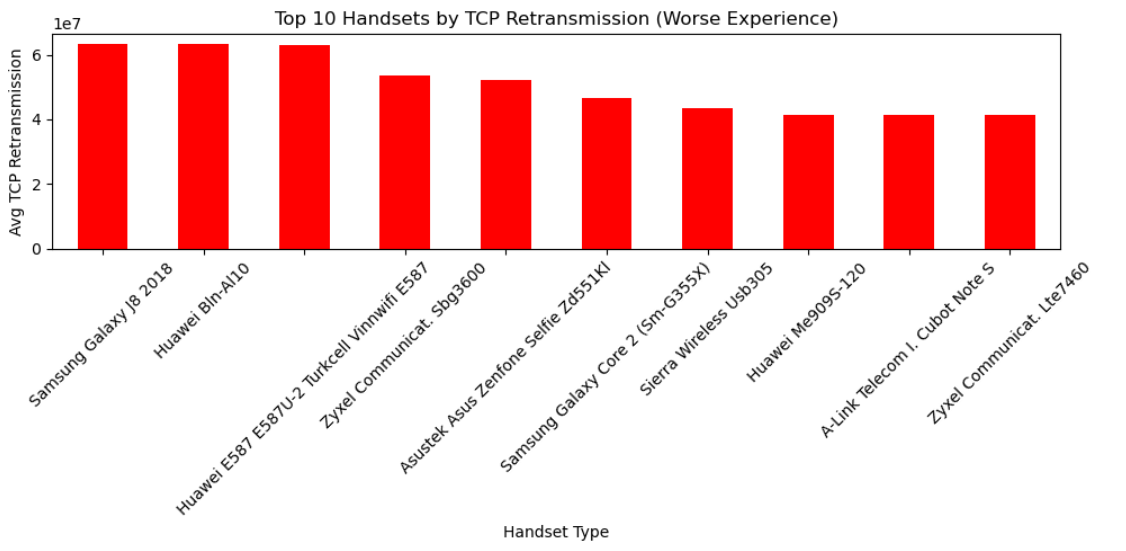 Top 10 Handsets by TCP Retransmission (Worse Experience)
1e7
Avg TCP Retransmission
6
4
2
0
Samsung Galaxy J8 2018
Huawei Bln-Al10
Huawei E587 E587U-2 Turkcell Vinnwifi E587
Zyxel Communicat. Sbg3600
Asustek Asus Zenfone Selfie Zd551Kl
Samsung Galaxy Core 2 (Sm-G355X)
Sierra Wireless Usb305
Huawei Me909S-120
A-Link Telecom I. Cubot Note S
Zyxel Communicat. Lte7460
Handset Type